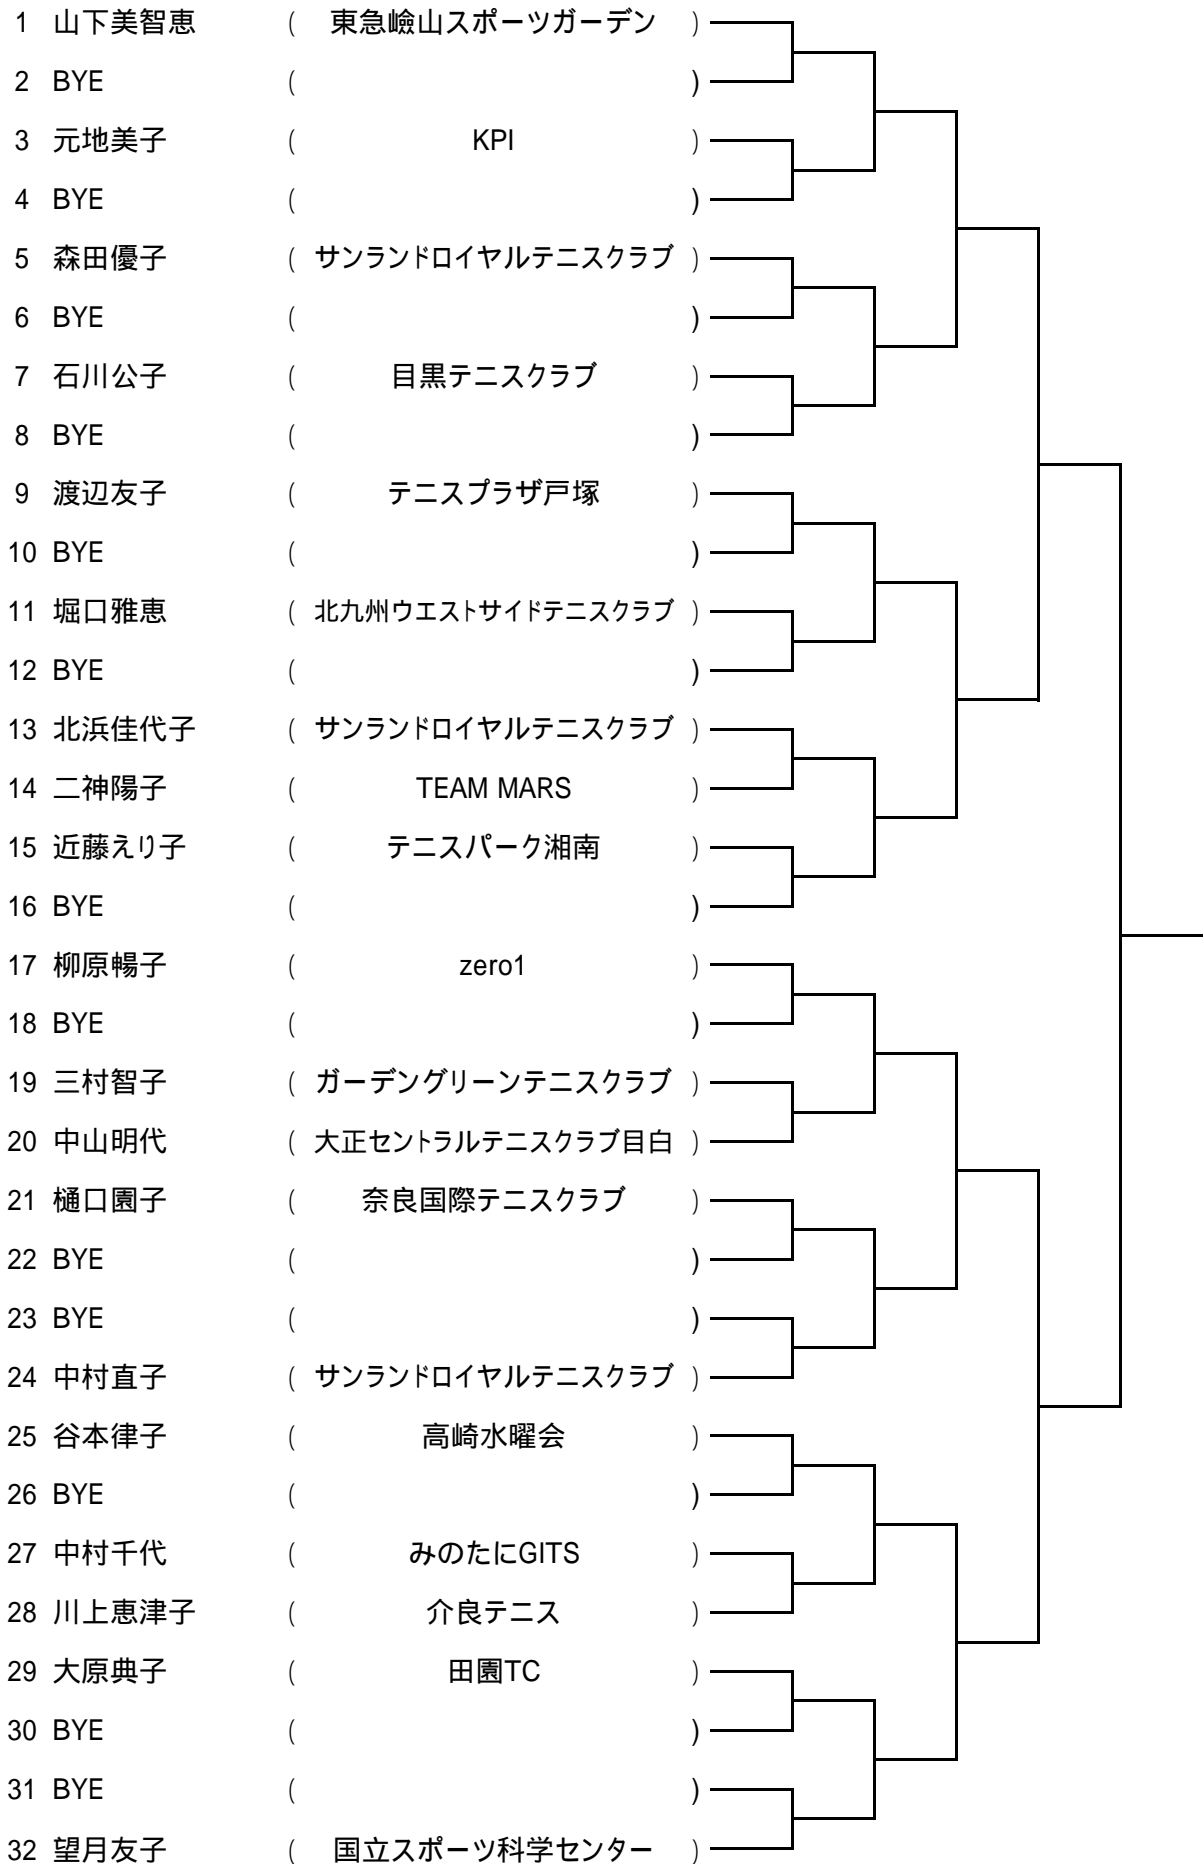 1 山下美智恵 ( 東急嶮山スポーツガーデン )
2 BYE ( )
3 元地美子 ( KPI )
4 BYE ( )
5 森田優子 ( サンランドロイヤルテニスクラブ )
6 BYE ( )
7 石川公子 ( 目黒テニスクラブ )
8 BYE ( )
9 渡辺友子 ( テニスプラザ戸塚 )
10 BYE ( )
11 堀口雅恵 ( 北九州ウエストサイドテニスクラブ )
12 BYE ( )
13 北浜佳代子 ( サンランドロイヤルテニスクラブ )
14 二神陽子 ( TEAM MARS )
15 近藤えり子 ( テニスパーク湘南 )
16 BYE ( )
17 柳原暢子 ( zero1 )
18 BYE ( )
19 三村智子 ( ガーデングリーンテニスクラブ )
20 中山明代 ( 大正セントラルテニスクラブ目白 )
21 樋口園子 ( 奈良国際テニスクラブ )
22 BYE ( )
23 BYE ( )
24 中村直子 ( サンランドロイヤルテニスクラブ )
25 谷本律子 ( 高崎水曜会 )
26 BYE ( )
27 中村千代 ( みのたにGITS )
28 川上恵津子 ( 介良テニス )
29 大原典子 ( 田園TC )
30 BYE ( )
31 BYE ( )
32 望月友子 ( 国立スポーツ科学センター )